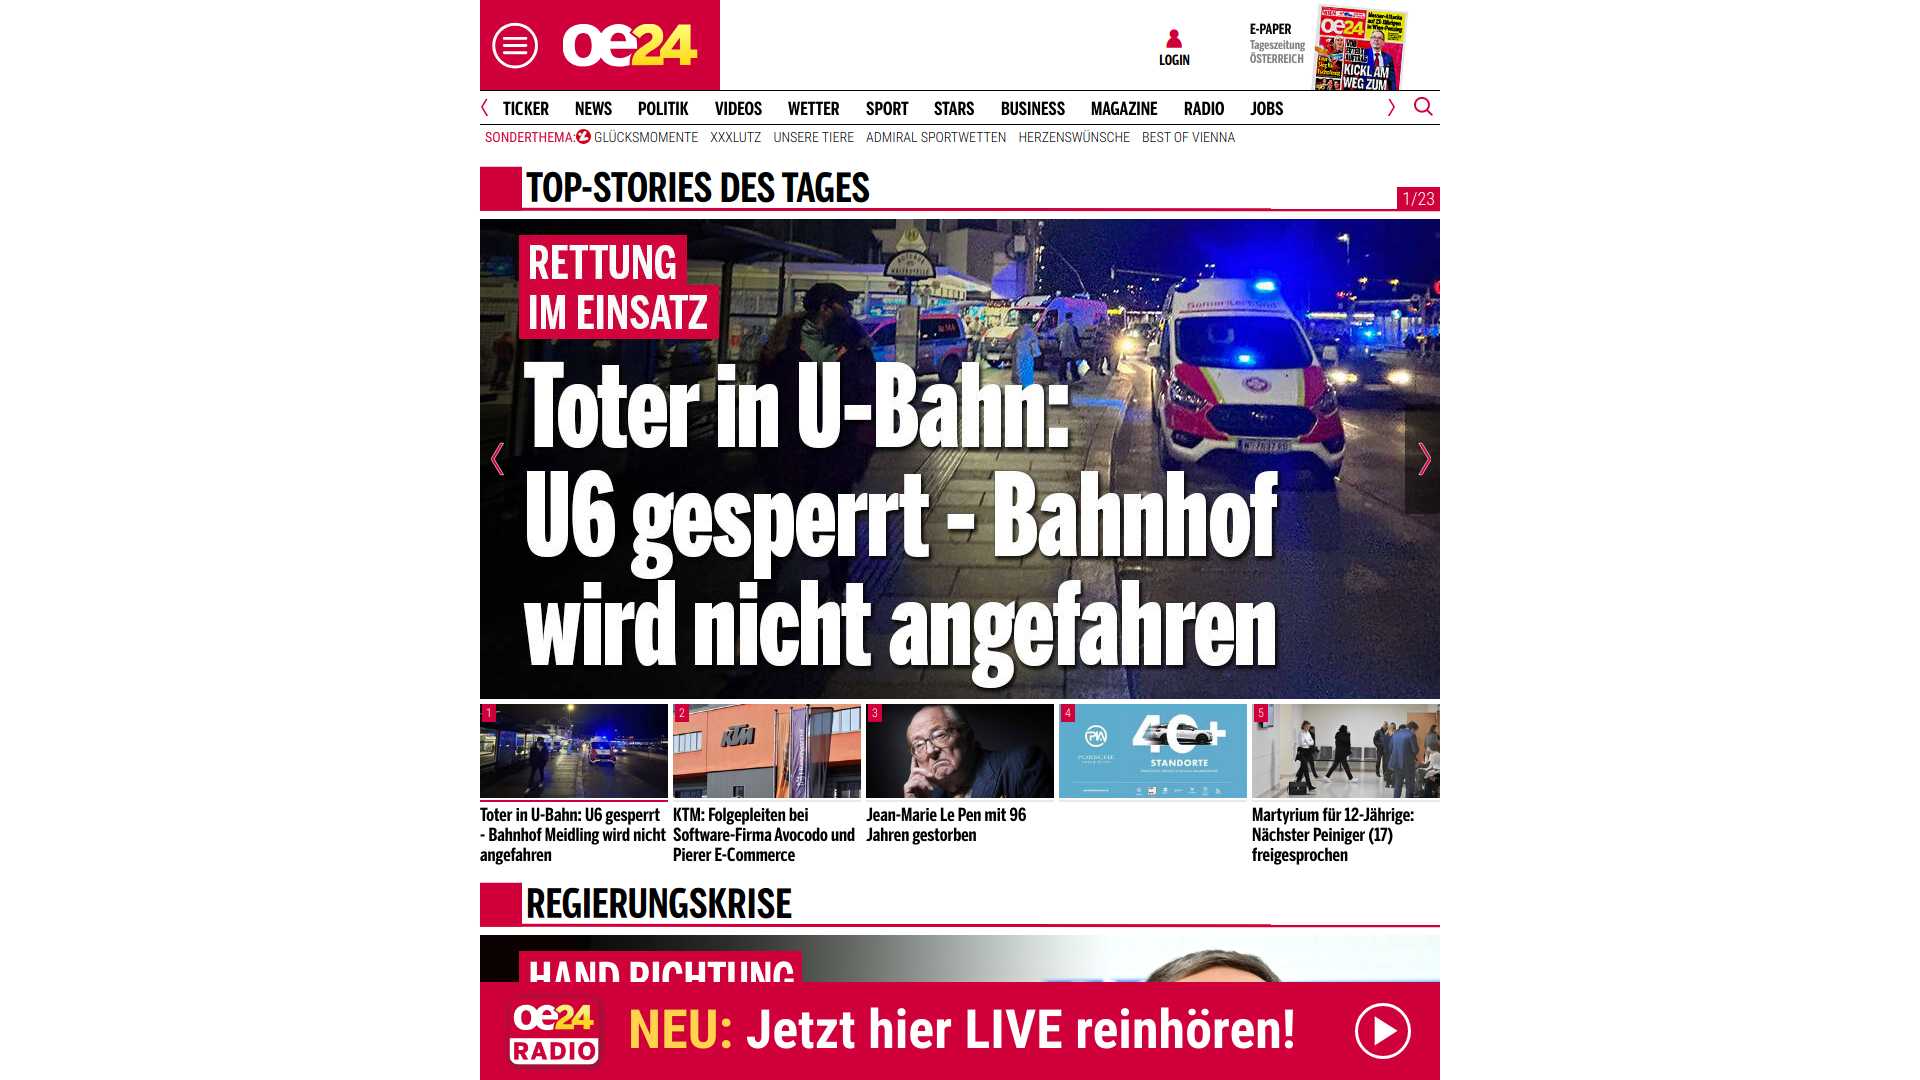 oe24
LOGIN
E-PAPER
Tageszeitung
ÖSTERREICH
oe24
KICKL AM
WEG ZUM
TICKER NEWS POLITIK VIDEOS WETTER SPORT STARS BUSINESS MAGAZINE RADIO JOBS
SONDERTHEMA: GLÜCKSMOMENTE XXXLUTZ UNSERE TIERE ADMIRAL SPORTWETTEN HERZENSWÜNSCHE BEST OF VIENNA
TOP-STORIES DES TAGES
1/23
RETTUNG
IM EINSATZ
Toter in U-Bahn:
U6 gesperrt - Bahnhof
wird nicht angefahren
1
2
KTM
3
4
40+
PORSCHE
STANDORTE
5
Toter in U-Bahn: U6 gesperrt
- Bahnhof Meidling wird nicht
angefahren
KTM: Folgepleiten bei
Software-Firma Avocodo und
Pierer E-Commerce
Jean-Marie Le Pen mit 96
Jahren gestorben
Martyrium für 12-Jährige:
Nächster Peiniger (17)
freigesprochen
REGIERUNGSKRISE
HAND RICHTUNG
oe24
RADIO
NEU: Jetzt hier LIVE reinhören!